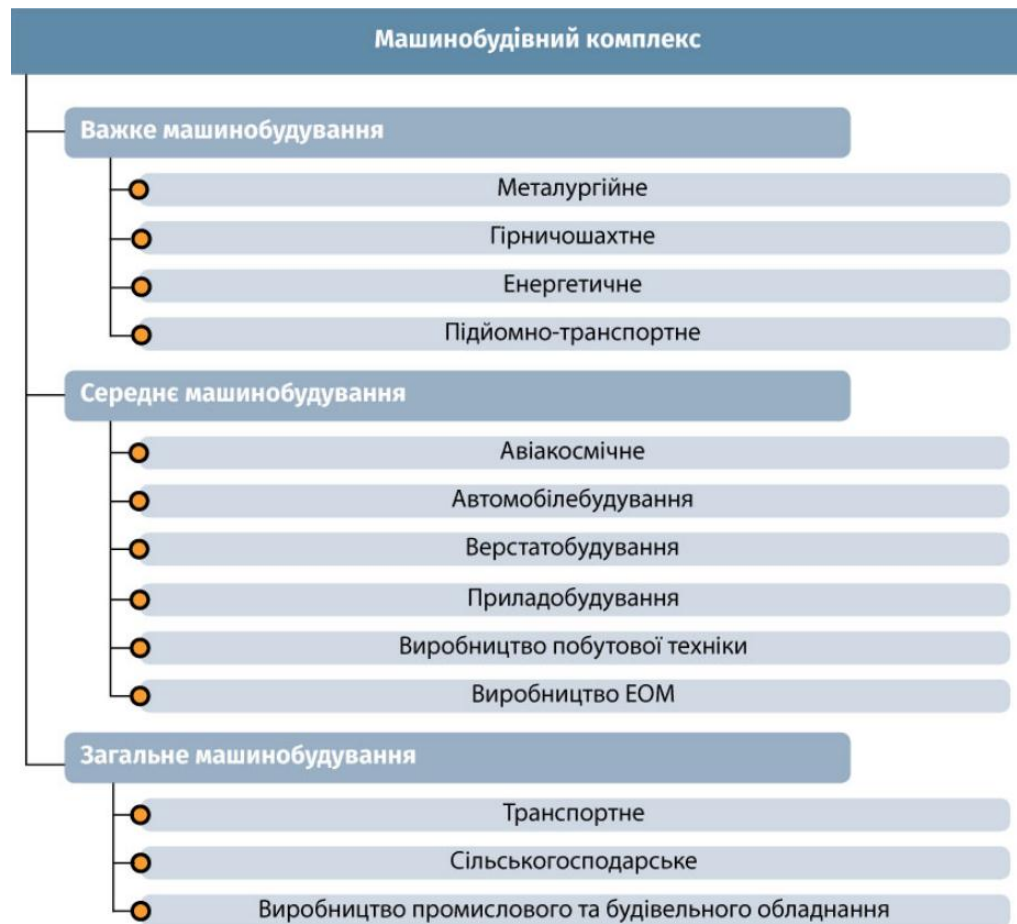 Машинобудівний комплекс
Важке машинобудування
Металургійне
Гірничошахтне
Енергетичне
Підйомно-транспортне
Середнє машинобудування
Авіакосмічне
Автомобілебудування
Верстатобудування
Приладобудування
Виробництво побутової техніки
Виробництво ЕОМ
Загальне машинобудування
Транспортне
Сільськогосподарське
Виробництво промислового та будівельного обладнання